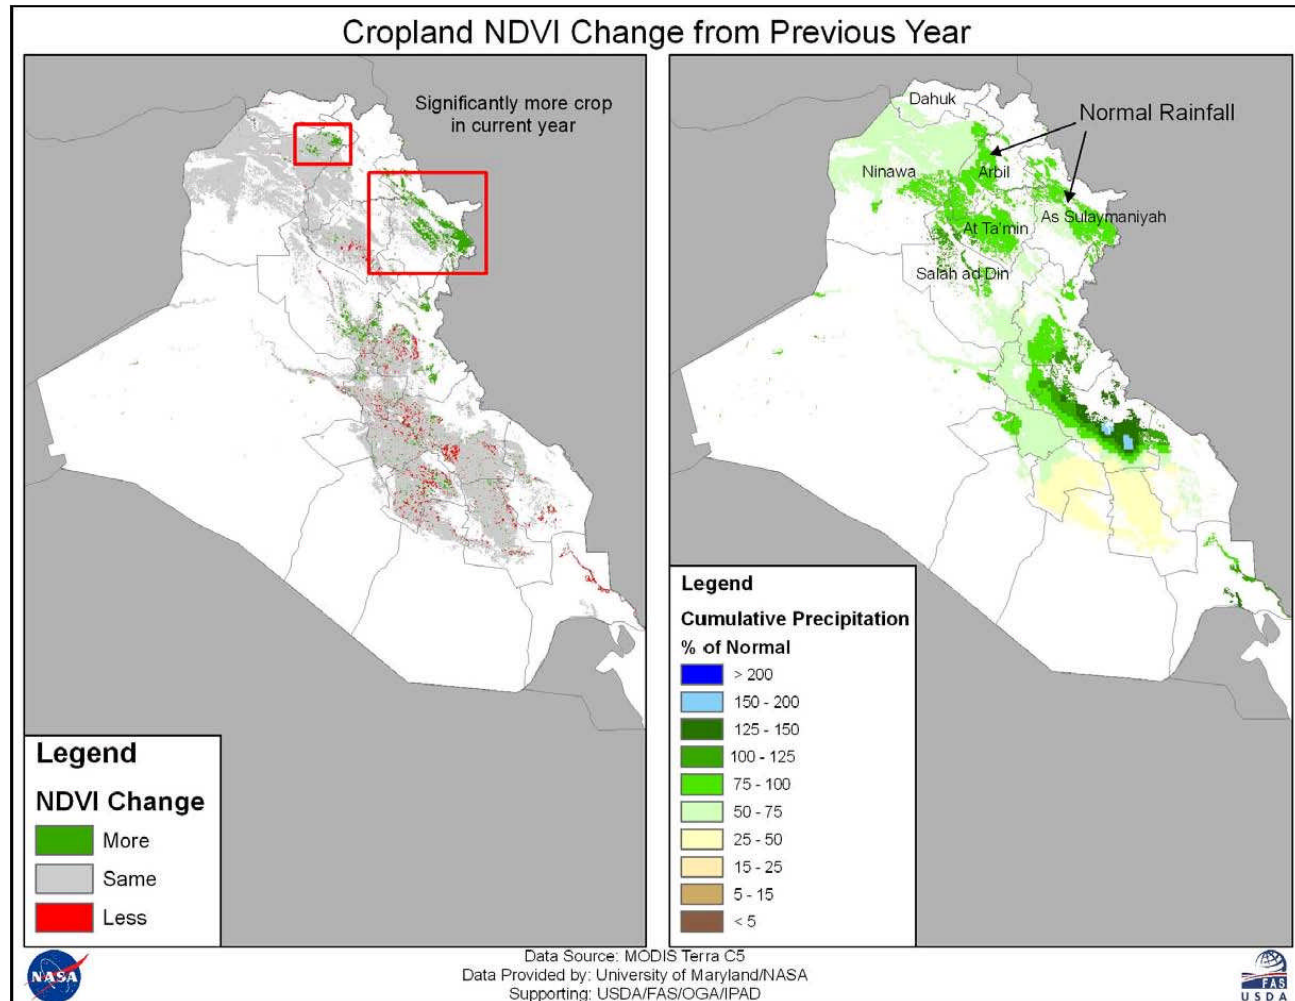 Cropland NDVI Change from Previous Year
Significantly more crop
in current year
Legend
NDVI Change
More
Same
Less
Dahuk
Normal Rainfall
Ninawa
Arbil
As Sulaymaniyah
At Ta'min
Salah ad Din
Legend
Cumulative Precipitation
% of Normal
> 200
150 - 200
125 - 150
100 - 125
75 - 100
50 - 75
25 - 50
15 - 25
5 - 15
< 5
NASA
Data Source: MODIS Terra C5
Data Provided by: University of Maryland/NASA
Supporting: USDA/FAS/OGA/IPAD
FAS
USDA